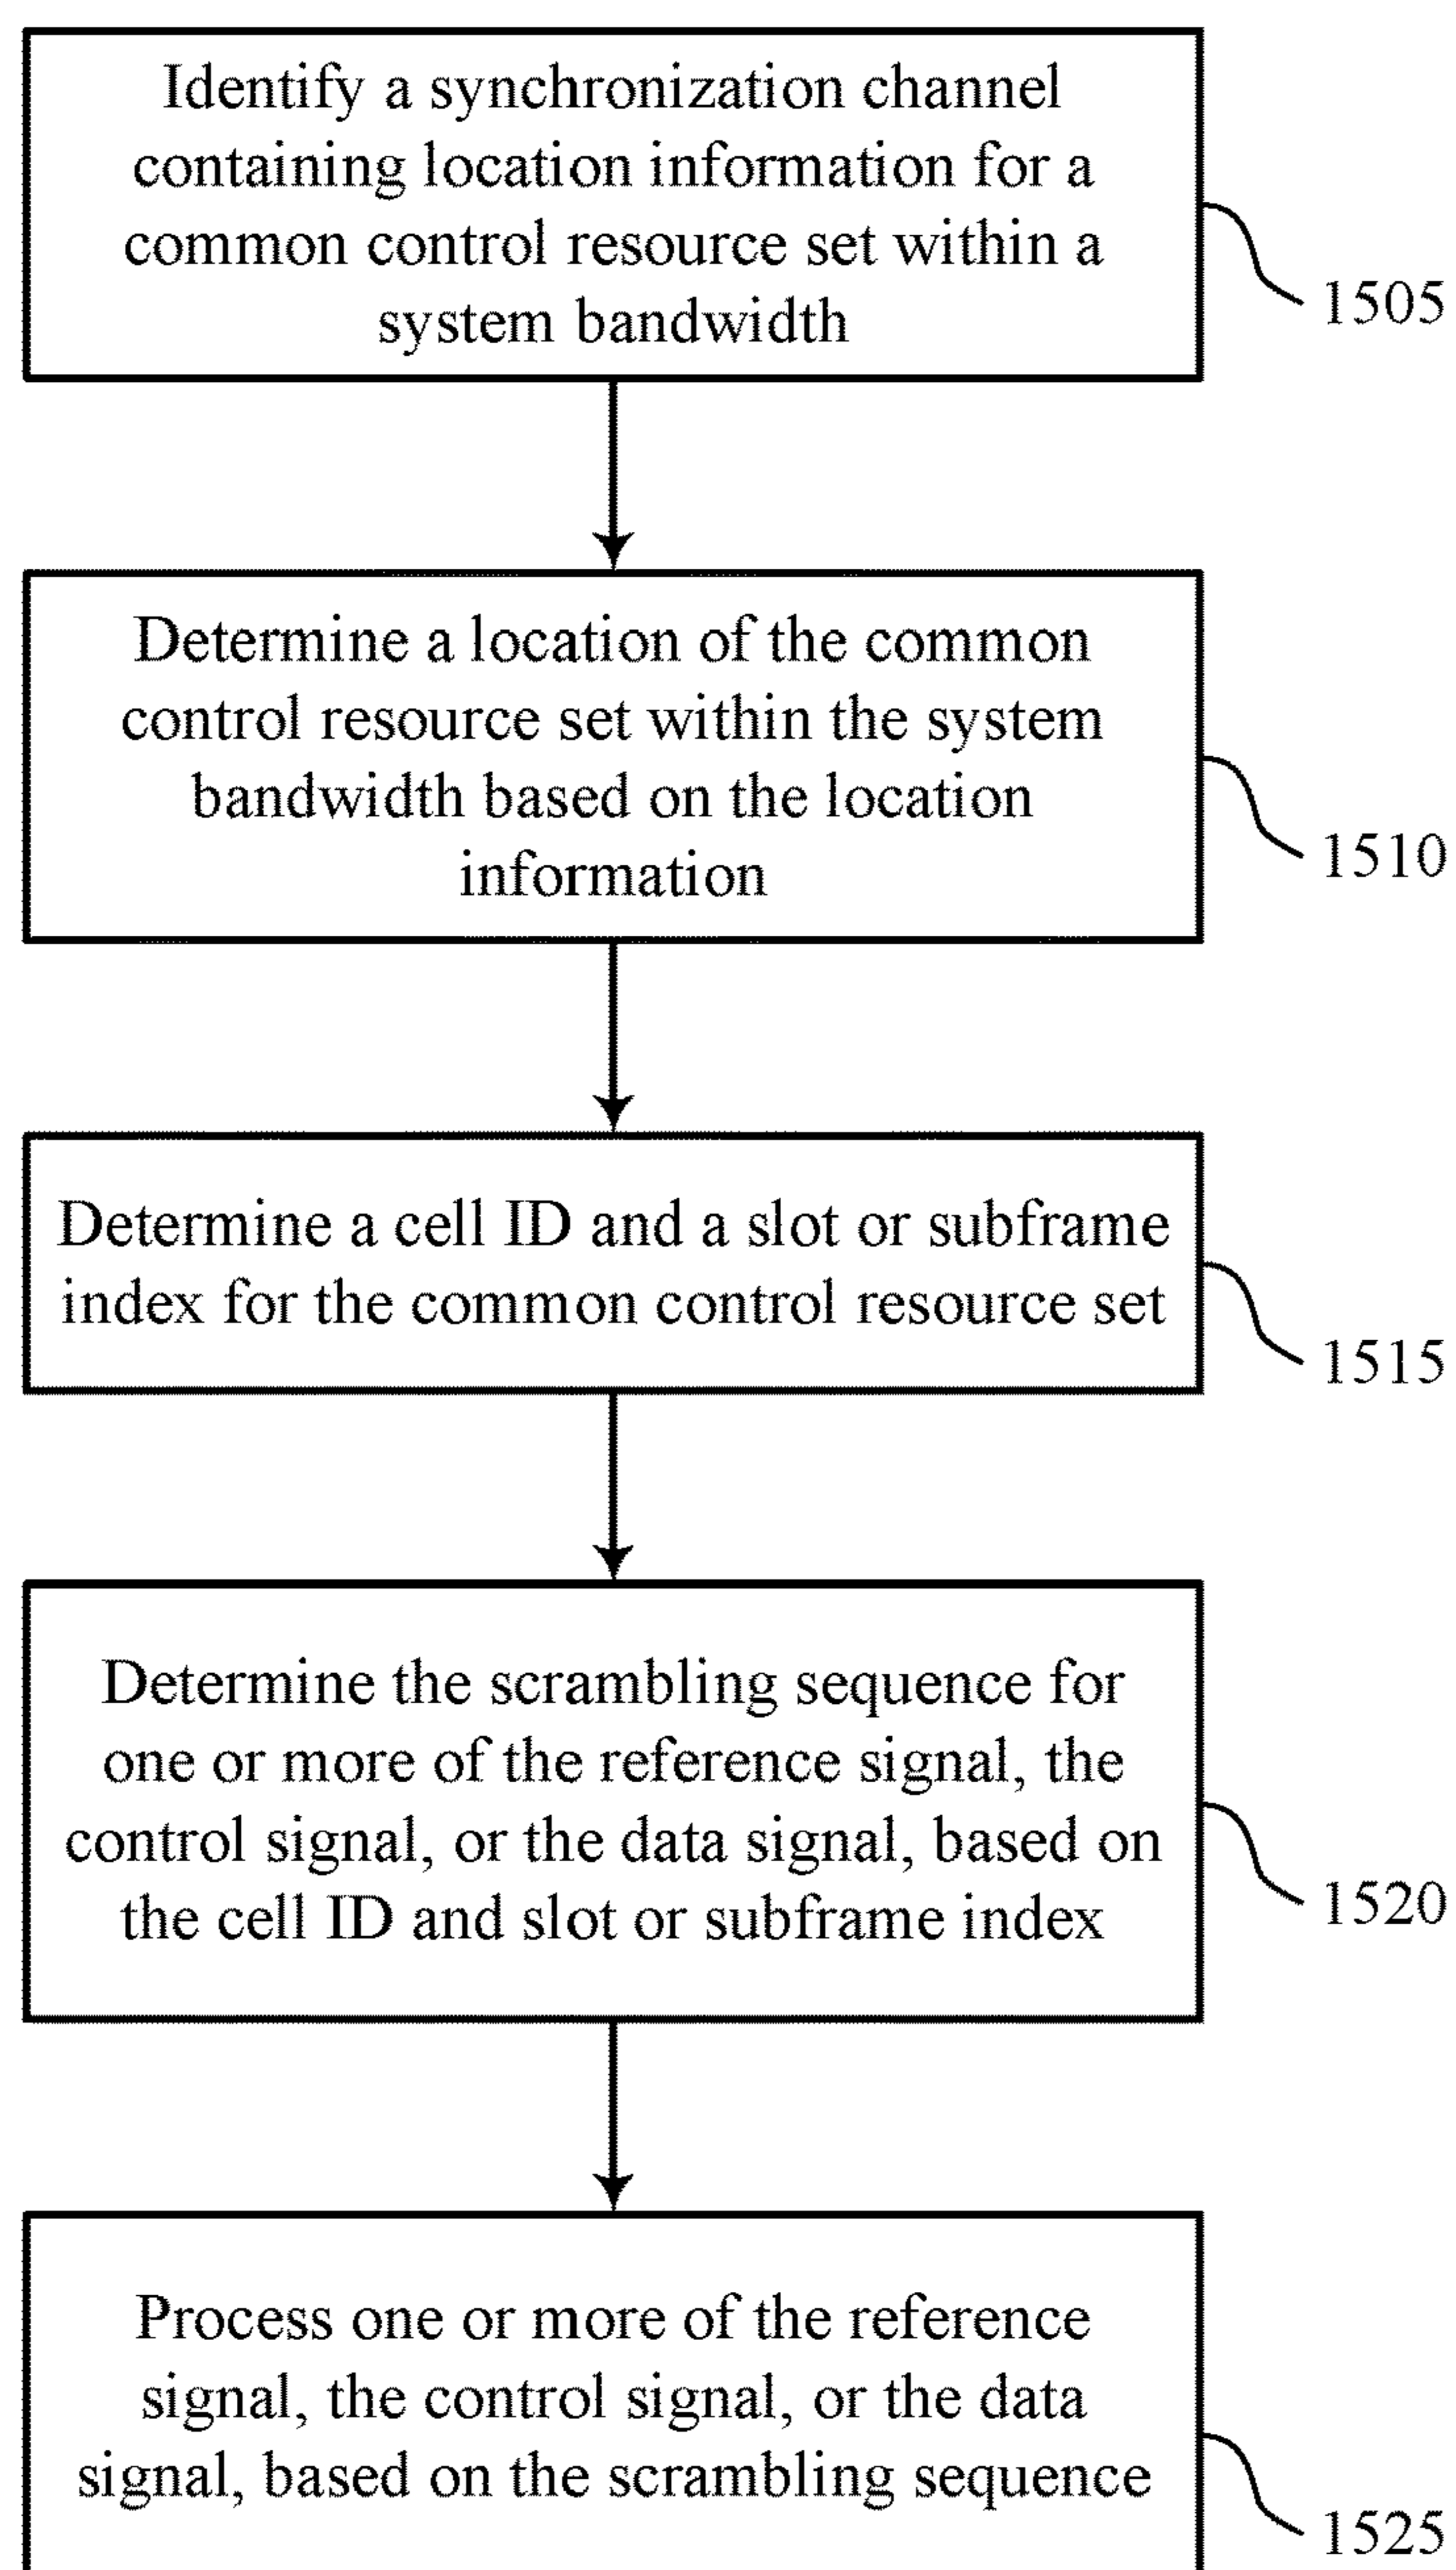 Identify a synchronization channel
containing location information for a
common control resource set within a
system bandwidth
1505
Determine a location of the common
control resource set within the system
bandwidth based on the location
information
1510
Determine a cell ID and a slot or subframe
index for the common control resource set
1515
Determine the scrambling sequence for
one or more of the reference signal, the
control signal, or the data signal, based on
the cell ID and slot or subframe index
1520
Process one or more of the reference
signal, the control signal, or the data
signal, based on the scrambling sequence
1525